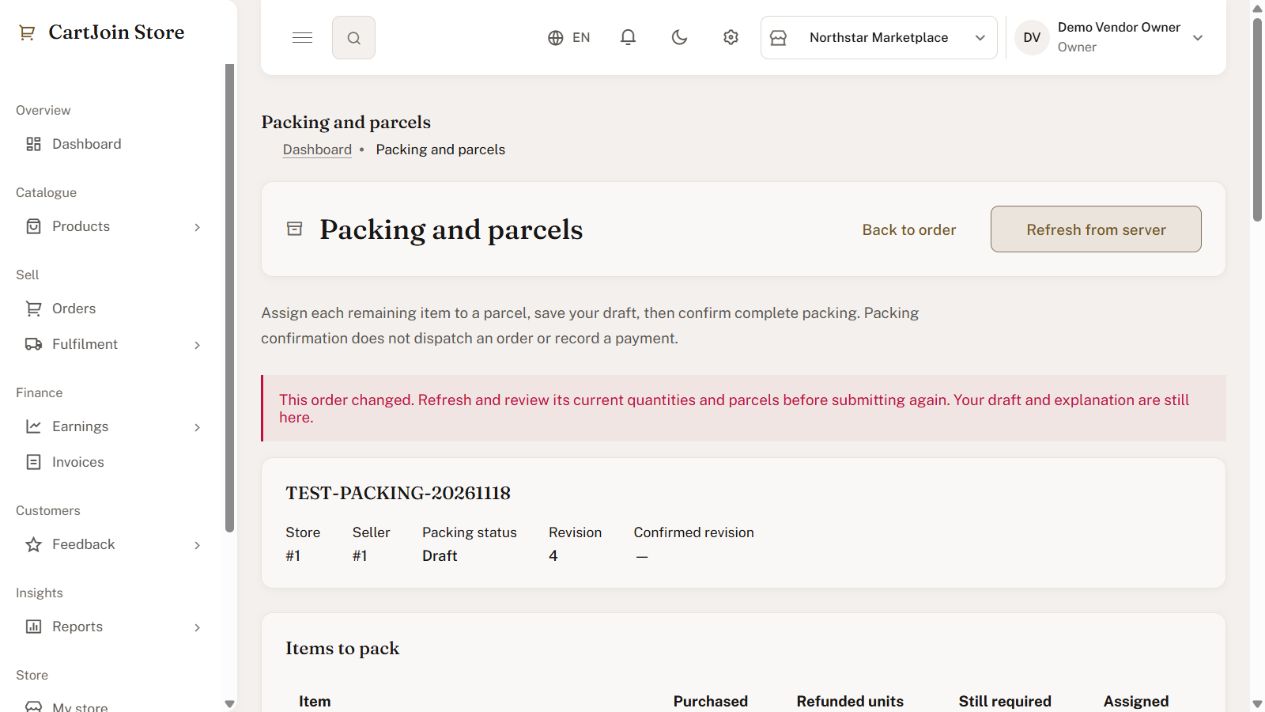 CartJoin Store
Overview
Dashboard
Catalogue
Products
Sell
Orders
Fulfilment
Finance
Earnings
Invoices
Customers
Feedback
Insights
Reports
Store
My store
EN
Northstar Marketplace
DV
Demo Vendor Owner
Owner
Packing and parcels
Dashboard • Packing and parcels
Packing and parcels
Back to order
Refresh from server
Assign each remaining item to a parcel, save your draft, then confirm complete packing. Packing
confirmation does not dispatch an order or record a payment.
This order changed. Refresh and review its current quantities and parcels before submitting again. Your draft and explanation are still
here.
TEST-PACKING-20261118
Store Seller Packing status Revision Confirmed revision
#1 #1 Draft 4 —
Items to pack
Item Purchased Refunded units Still required Assigned